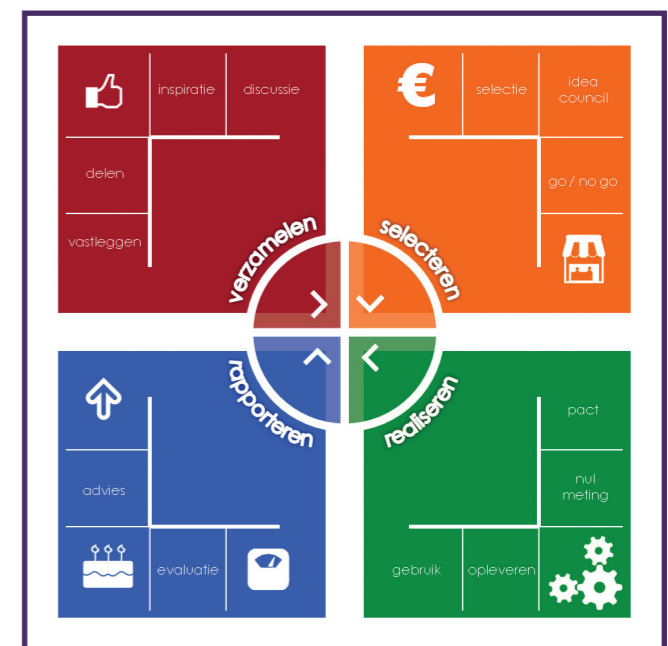 inspiratie
discussie
delen
vastleggen
verzamelen
€
selectie
idea
council
go / no go
selecteren
advies
evaluatie
rapporteren
pact
nul
meting
gebruik
opleveren
realiseren